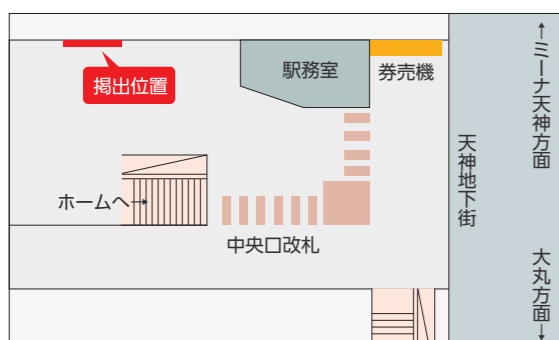 掲出位置
駅務室
券売機
ホームへ→
中央口改札
天神地下街
←ミーナ天神方面
大丸方面→